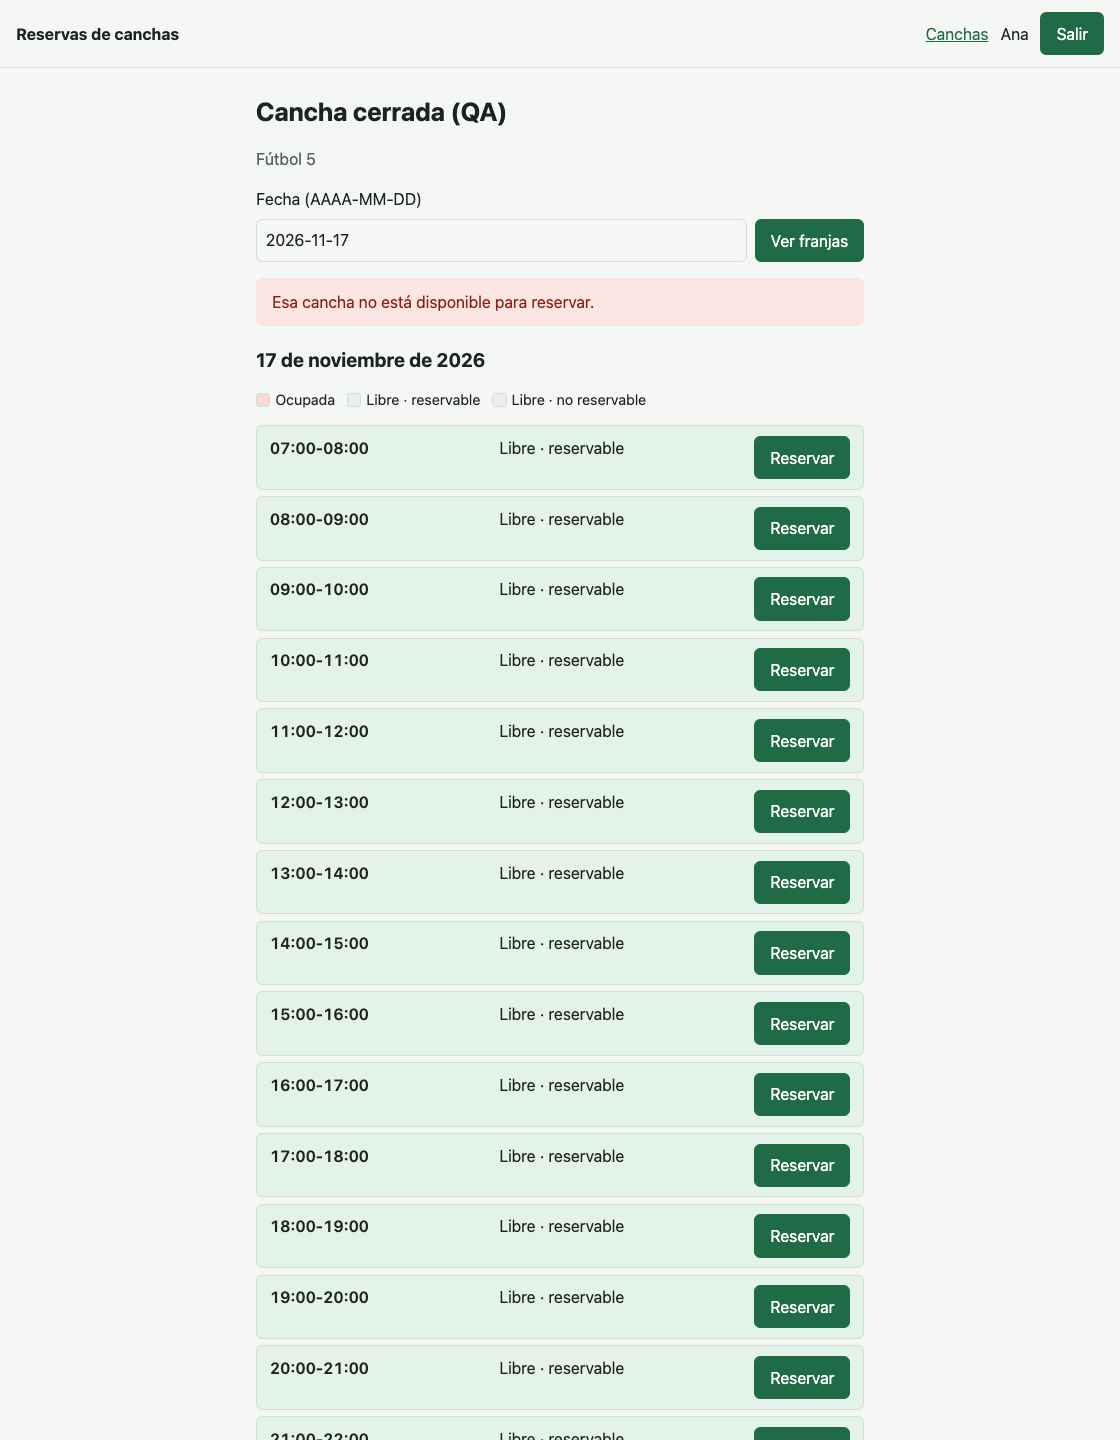 Reservas de canchas
Canchas Ana Salir
Cancha cerrada (QA)
Fútbol 5
Fecha (AAAA-MM-DD)
2026-11-17 Ver franjas
Esa cancha no está disponible para reservar.
17 de noviembre de 2026
Ocupada Libre · reservable Libre · no reservable
07:00-08:00 Libre · reservable Reservar
08:00-09:00 Libre · reservable Reservar
09:00-10:00 Libre · reservable Reservar
10:00-11:00 Libre · reservable Reservar
11:00-12:00 Libre · reservable Reservar
12:00-13:00 Libre · reservable Reservar
13:00-14:00 Libre · reservable Reservar
14:00-15:00 Libre · reservable Reservar
15:00-16:00 Libre · reservable Reservar
16:00-17:00 Libre · reservable Reservar
17:00-18:00 Libre · reservable Reservar
18:00-19:00 Libre · reservable Reservar
19:00-20:00 Libre · reservable Reservar
20:00-21:00 Libre · reservable Reservar
21:00-22:00 Libre · reservable